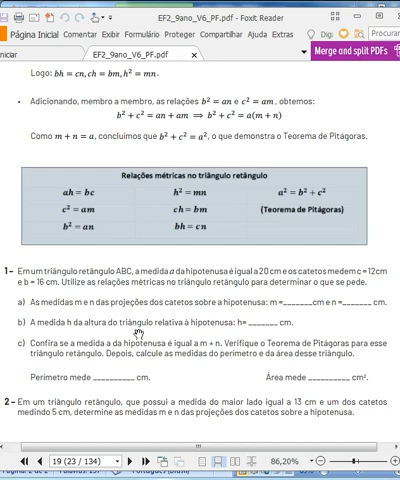 EF2_9ano_V6_PF.pdf - Foxit Reader
Página Inicial Comentar Exibir Formulário Proteger Compartilhar Ajuda Extras Digi Procurar
niciar EF2_9ano_V6_PF.pdf × Merge and split PDFs
Logo: bh = cn, ch = bm, h² = mn.
• Adicionando, membro a membro, as relações b² = an e c² = am, obtemos:
b² + c² = an + am ⟹ b² + c² = a(m + n)
Como m + n = a, concluímos que b² + c² = a², o que demonstra o Teorema de Pitágoras.
Relações métricas no triângulo retângulo
ah = bc h² = mn a² = b² + c²
c² = am ch = bm (Teorema de Pitágoras)
b² = an bh = cn
1 - Em um triângulo retângulo ABC, a medida a da hipotenusa é igual a 20 cm e os catetos medem c = 12cm
e b = 16 cm. Utilize as relações métricas no triângulo retângulo para determinar o que se pede.
a) As medidas m e n das projeções dos catetos sobre a hipotenusa: m =_______cm e n =_______ cm.
b) A medida h da altura do triângulo relativa à hipotenusa: h= _______ cm.
c) Confira se a medida a da hipotenusa é igual a m + n. Verifique o Teorema de Pitágoras para esse
triângulo retângulo. Depois, calcule as medidas do perímetro e da área desse triângulo.
Perímetro mede __________ cm. Área mede __________ cm².
2 - Em um triângulo retângulo, que possui a medida do maior lado igual a 13 cm e um dos catetos
medindo 5 cm, determine as medidas m e n das projeções dos catetos sobre a hipotenusa.
19 (23 / 134) 86,20%